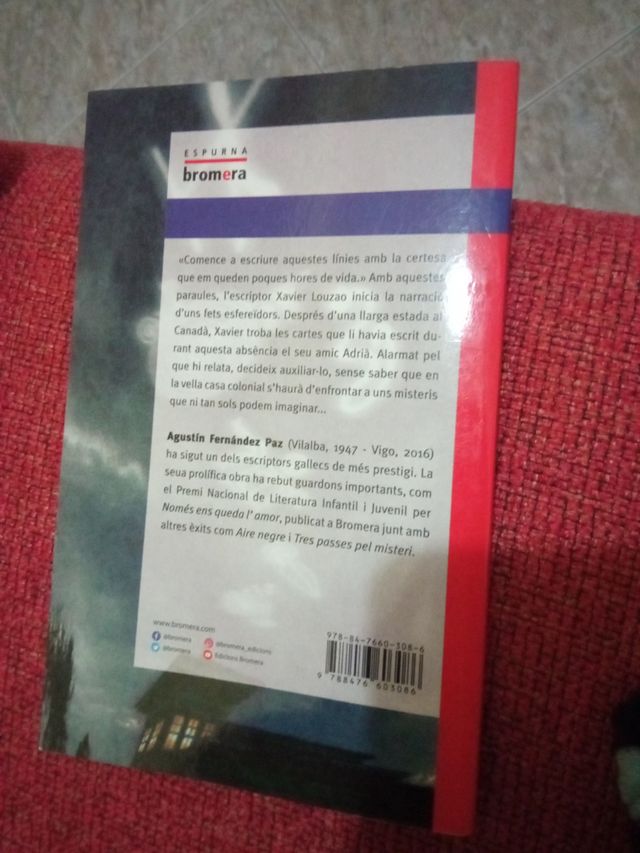 ESPURNA
bromera
«Comence a escriure aquestes línies amb la certesa
que em queden poques hores de vida.» Amb aquestes
paraules, l'escriptor Xavier Louzao inicia la narració
d'uns fets esfereïdors. Després d'una llarga estada al
Canadà, Xavier troba les cartes que li havia escrit du-
rant aquesta absència el seu amic Adrià. Alarmat pel
que hi relata, decideix auxiliar-lo, sense saber que en
la vella casa colonial s'haurà d'enfrontar a uns misteris
que ni tan sols podem imaginar...
Agustín Fernández Paz (Vilalba, 1947 - Vigo, 2016)
ha sigut un dels escriptors gallecs de més prestigi. La
seua prolífica obra ha rebut guardons importants, com
el Premi Nacional de Literatura Infantil i Juvenil per
Només ens queda l'amor, publicat a Bromera junt amb
altres èxits com Aire negre i Tres passes pel misteri.
www.bromera.com
@bromera
@bromera_edicions
@bromera
Edicions Bromera
978-84-7660-308-6
9 788476 603086